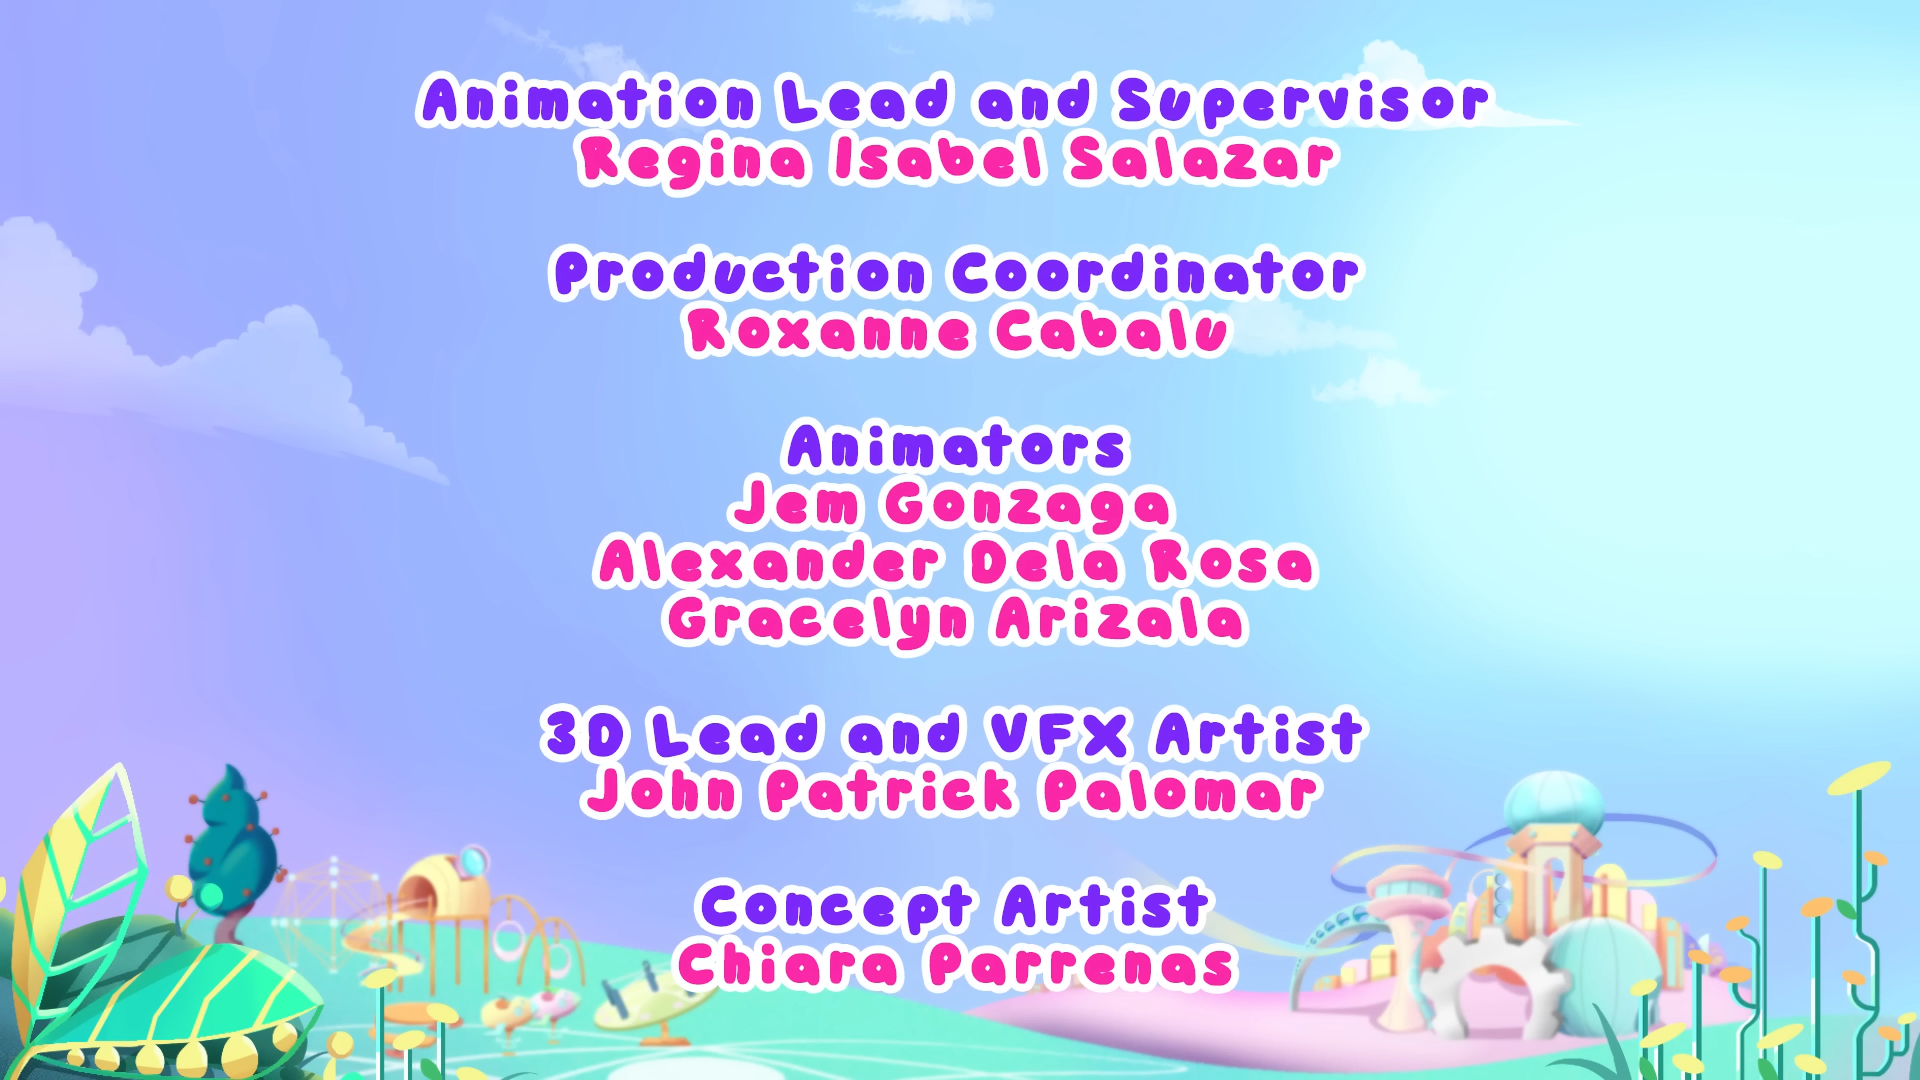 Animation Lead and Supervisor
Regina Isabel Salazar
Production Coordinator
Roxanne Cabalu
Animators
Jem Gonzaga
Alexander Dela Rosa
Gracelyn Arizala
3D Lead and VFX Artist
John Patrick Palomar
Concept Artist
Chiara Parrenas